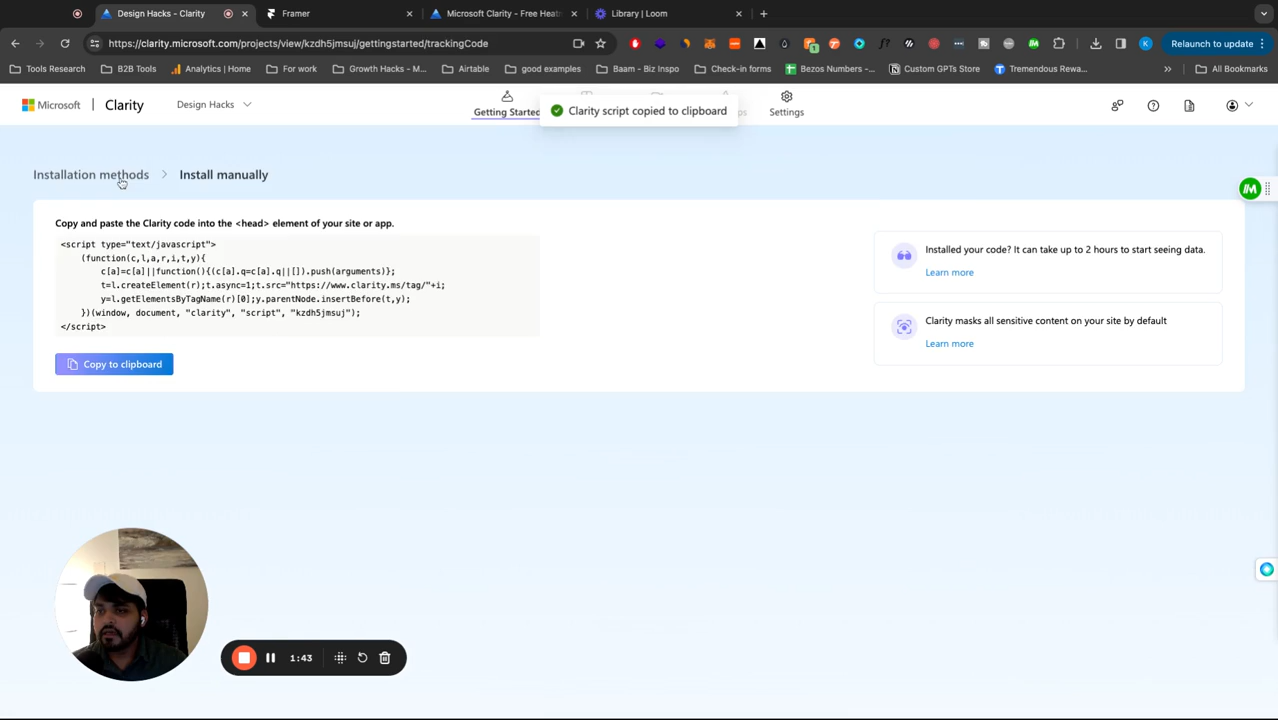 Design Hacks - Clarity
Framer
Microsoft Clarity - Free Heat
Library | Loom
https://clarity.microsoft.com/projects/view/kzdh5jmsuj/gettingstarted/trackingCode
Relaunch to update
Tools Research
B2B Tools
Analytics | Home
For work
Growth Hacks - M...
Airtable
good examples
Baam - Biz Inspo
Check-in forms
Bezos Numbers -...
Custom GPTs Store
Tremendous Rewa...
All Bookmarks
Microsoft | Clarity
Design Hacks
Getting Started
Clarity script copied to clipboard
Settings
Installation methods > Install manually
Copy and paste the Clarity code into the <head> element of your site or app.
<script type="text/javascript">
(function(c,l,a,r,i,t,y){
c[a]=c[a]||function(){(c[a].q=c[a].q||[]).push(arguments)};
t=l.createElement(r);t.async=1;t.src="https://www.clarity.ms/tag/"+i;
y=l.getElementsByTagName(r)[0];y.parentNode.insertBefore(t,y);
})(window, document, "clarity", "script", "kzdh5jmsuj");
</script>
Copy to clipboard
Installed your code? It can take up to 2 hours to start seeing data.
Learn more
Clarity masks all sensitive content on your site by default
Learn more
1:43